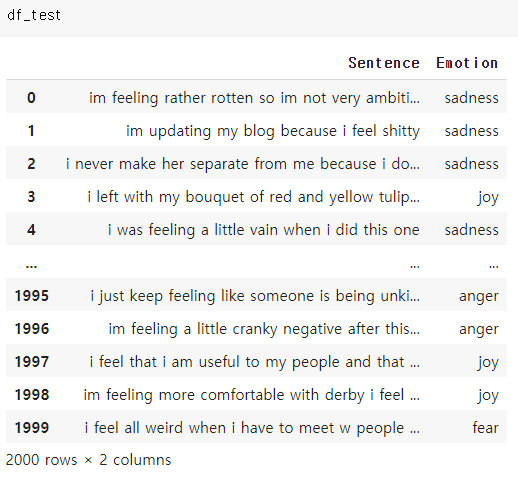 df_test
Sentence Emotion
0 im feeling rather rotten so im not very ambiti... sadness
1 im updating my blog because i feel shitty sadness
2 i never make her separate from me because i do... sadness
3 i left with my bouquet of red and yellow tulip... joy
4 i was feeling a little vain when i did this one sadness
... ... ...
1995 i just keep feeling like someone is being unki... anger
1996 im feeling a little cranky negative after this... anger
1997 i feel that i am useful to my people and that ... joy
1998 im feeling more comfortable with derby i feel ... joy
1999 i feel all weird when i have to meet w people ... fear
2000 rows × 2 columns